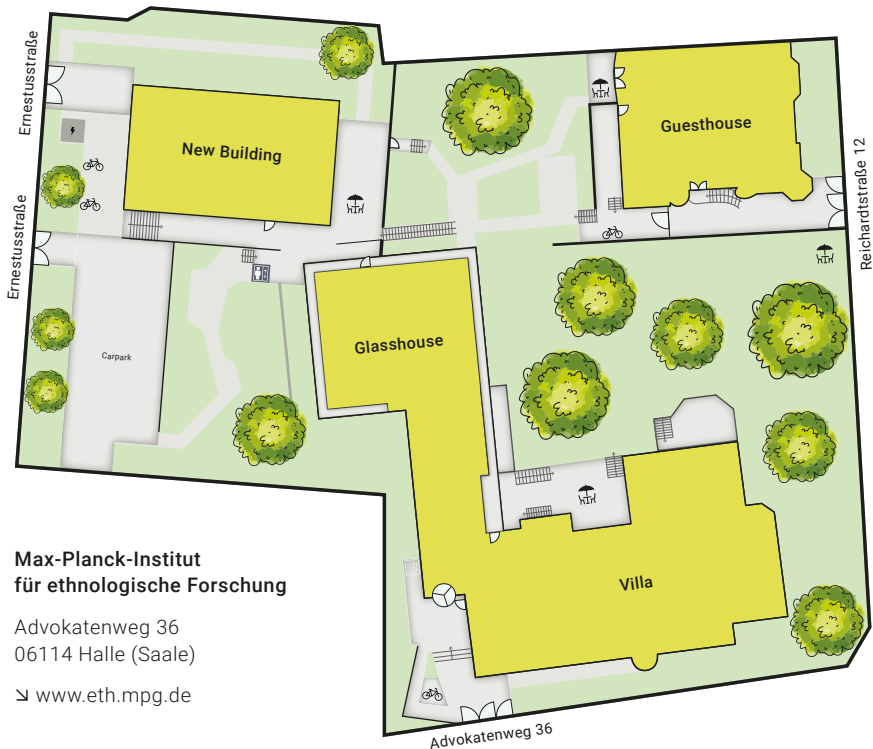 Ernestusstraße
Ernestusstraße
New Building
Guesthouse
Reichardtstraße 12
Glasshouse
Carpark
Villa
Max-Planck-Institut
für ethnologische Forschung
Advokatenweg 36
06114 Halle (Saale)
↘ www.eth.mpg.de
Advokatenweg 36